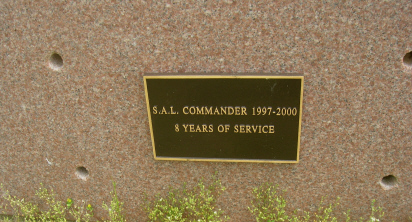 S.A.L. COMMANDER 1997-2000
8 YEARS OF SERVICE